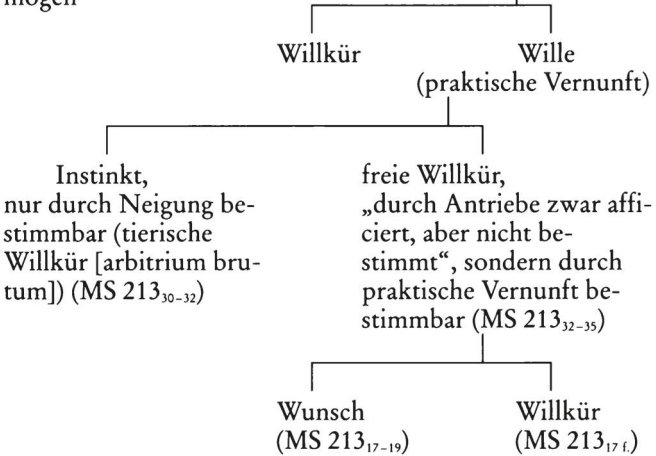 mögen
Willkür
Wille
(praktische Vernunft)
Instinkt,
nur durch Neigung be-
stimmbar (tierische
Willkür [arbitrium bru-
tum]) (MS 213₃₀₋₃₂)
freie Willkür,
„durch Antriebe zwar affi-
ciert, aber nicht be-
stimmt“, sondern durch
praktische Vernunft be-
stimmbar (MS 213₃₂₋₃₅)
Wunsch
(MS 213₁₇₋₁₉)
Willkür
(MS 213₁₇ f.)